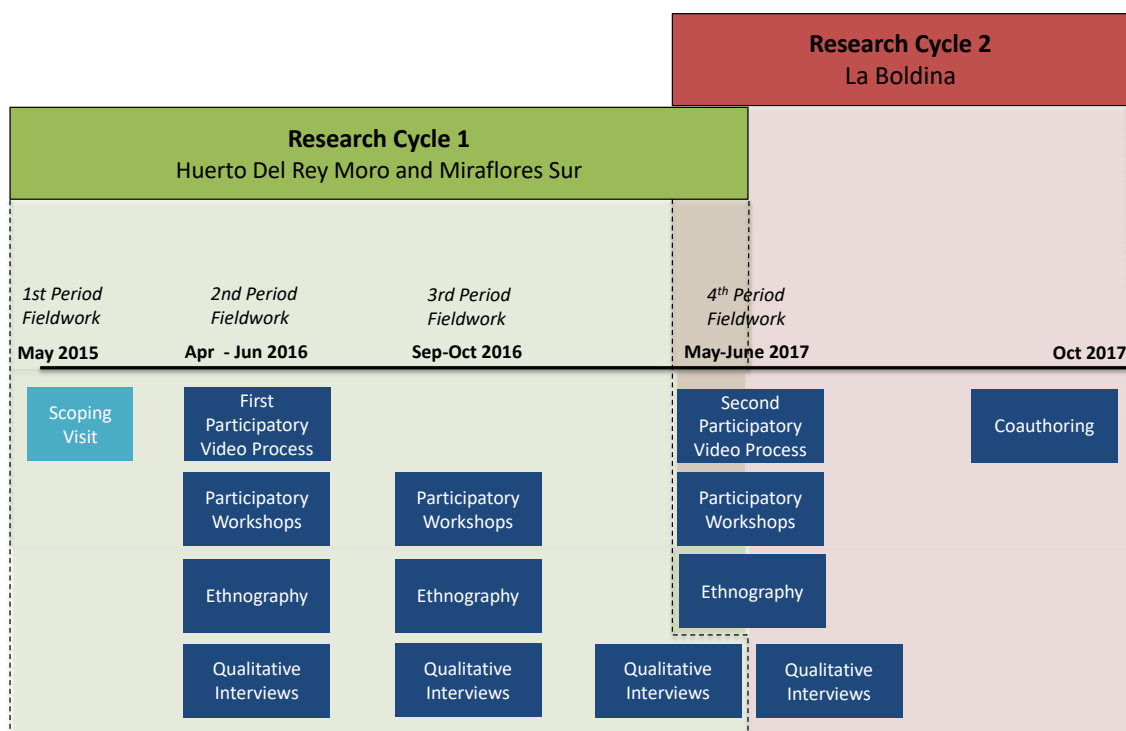 Research Cycle 2
La Boldina
Research Cycle 1
Huerto Del Rey Moro and Miraflores Sur
1st Period
Fieldwork
2nd Period
Fieldwork
3rd Period
Fieldwork
4th Period
Fieldwork
May 2015
Apr - Jun 2016
Sep-Oct 2016
May-June 2017
Oct 2017
Scoping
Visit
First
Participatory
Video Process
Second
Participatory
Video Process
Coauthoring
Participatory
Workshops
Participatory
Workshops
Participatory
Workshops
Ethnography
Ethnography
Ethnography
Qualitative
Interviews
Qualitative
Interviews
Qualitative
Interviews
Qualitative
Interviews